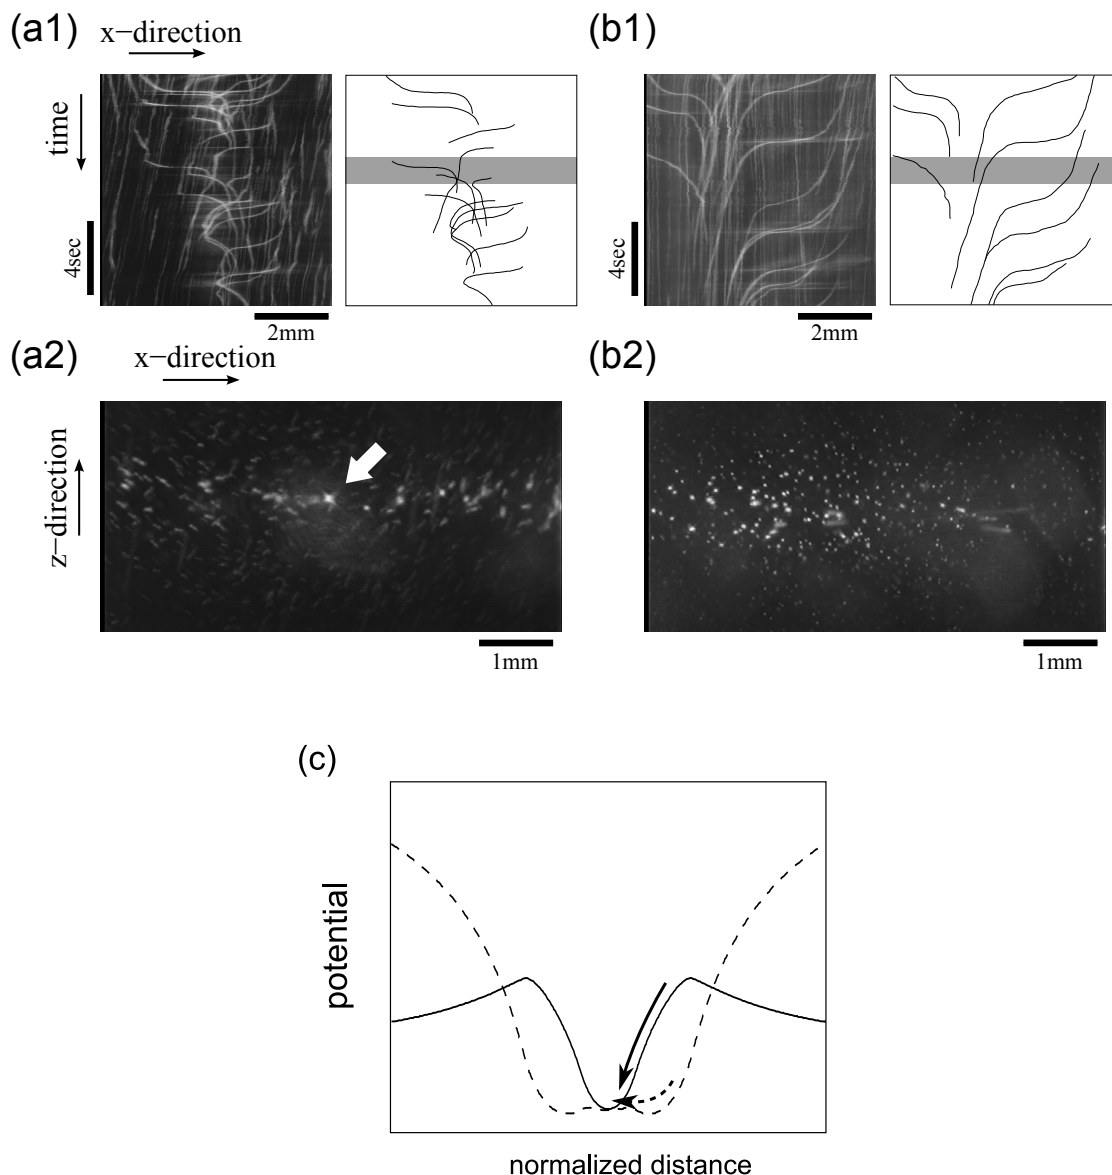 (a1)
x−direction
(b1)
time
4sec
2mm
4sec
2mm
(a2)
x−direction
(b2)
z−direction
1mm
1mm
(c)
potential
normalized distance